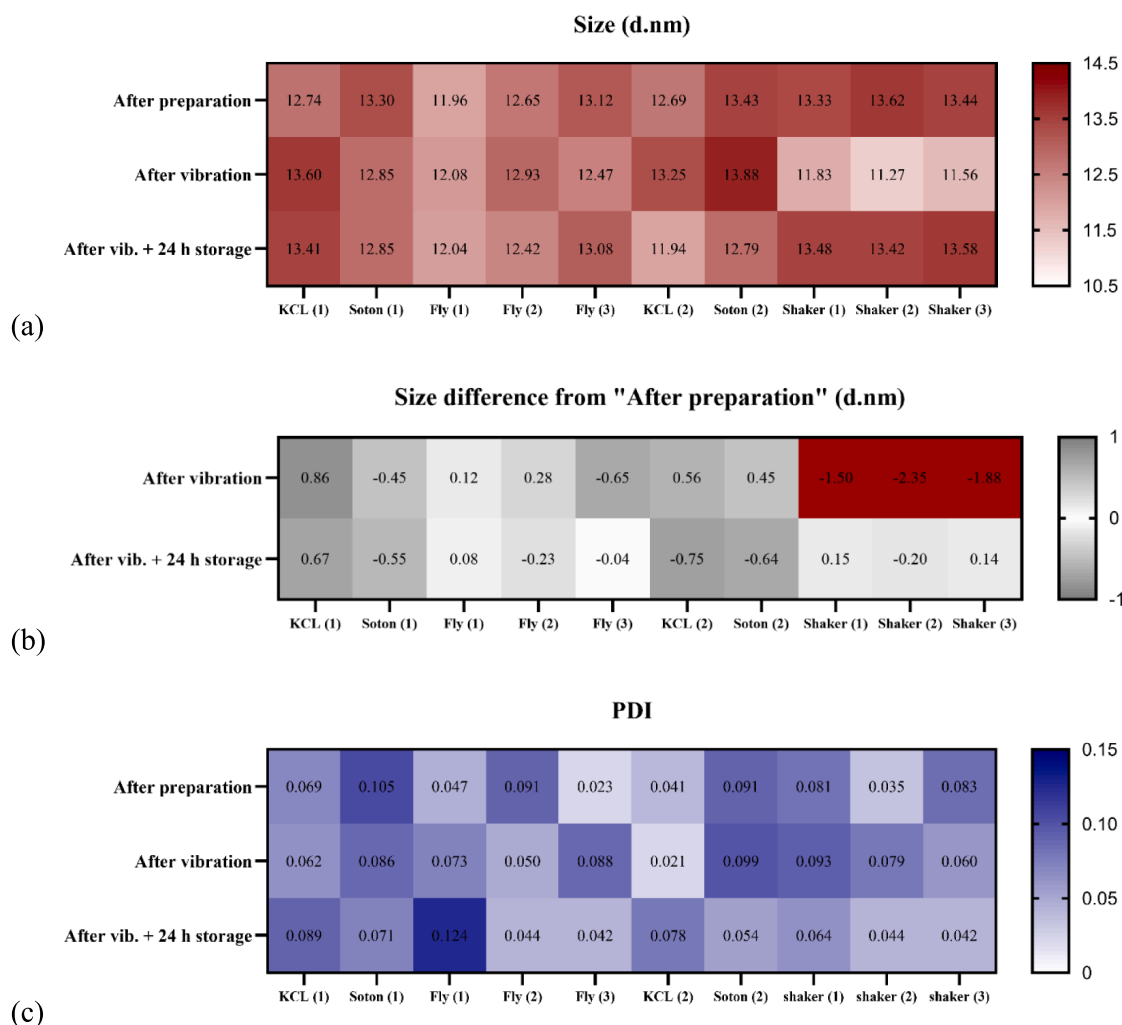 Size (d.nm)
After preparation 12.74 13.30 11.96 12.65 13.12 12.69 13.43 13.33 13.62 13.44
After vibration 13.60 12.85 12.08 12.93 12.47 13.25 13.88 11.83 11.27 11.56
After vib. + 24 h storage 13.41 12.85 12.04 12.42 13.08 11.94 12.79 13.48 13.42 13.58
14.5
13.5
12.5
11.5
10.5
KCL (1) Soton (1) Fly (1) Fly (2) Fly (3) KCL (2) Soton (2) Shaker (1) Shaker (2) Shaker (3)
(a)
Size difference from "After preparation" (d.nm)
After vibration 0.86 -0.45 0.12 0.28 -0.65 0.56 0.45 -1.50 -2.35 -1.88
After vib. + 24 h storage 0.67 -0.55 0.08 -0.23 -0.04 -0.75 -0.64 0.15 -0.20 0.14
1
0
-1
KCL (1) Soton (1) Fly (1) Fly (2) Fly (3) KCL (2) Soton (2) Shaker (1) Shaker (2) Shaker (3)
(b)
PDI
After preparation 0.069 0.105 0.047 0.091 0.023 0.041 0.091 0.081 0.035 0.083
After vibration 0.062 0.086 0.073 0.050 0.088 0.021 0.099 0.093 0.079 0.060
After vib. + 24 h storage 0.089 0.071 0.124 0.044 0.042 0.078 0.054 0.064 0.044 0.042
0.15
0.10
0.05
0
KCL (1) Soton (1) Fly (1) Fly (2) Fly (3) KCL (2) Soton (2) shaker (1) shaker (2) shaker (3)
(c)